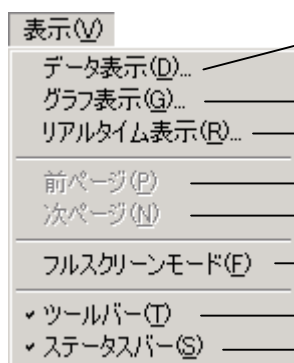 表示(V)
データ表示(D)...
グラフ表示(G)...
リアルタイム表示(R)...
前ページ(P)
次ページ(N)
フルスクリーンモード(F)
ツールバー(T)
ステータスバー(S)